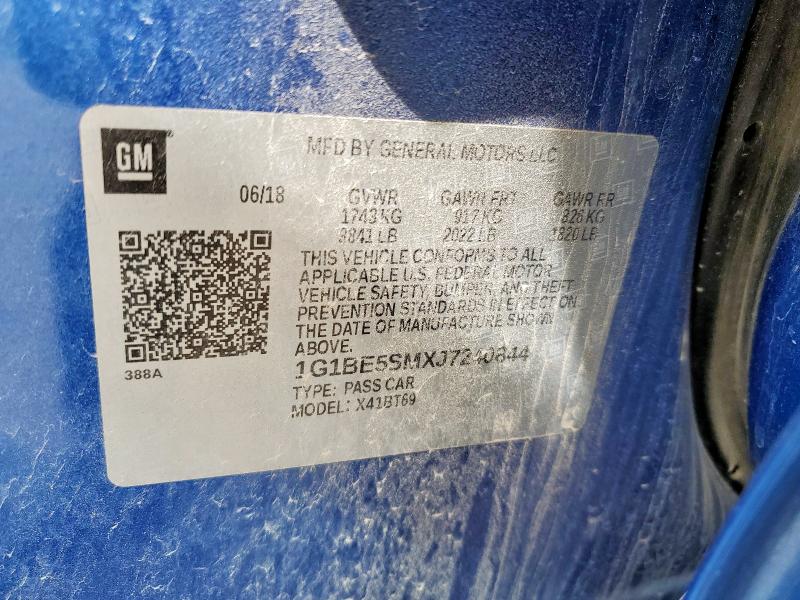 GM
MFD BY GENERAL MOTORS LLC
06/18 GVWR GAWR FRT GAWR RR
1743 KG 917 KG 826 KG
3841 LB 2022 LB 1820 LB
THIS VEHICLE CONFORMS TO ALL
APPLICABLE U.S. FEDERAL MOTOR
VEHICLE SAFETY, BUMPER, AND THEFT
PREVENTION STANDARDS IN EFFECT ON
THE DATE OF MANUFACTURE SHOWN
ABOVE.
1G1BE5SMXJ7240844
TYPE: PASS CAR
MODEL: X41BT69
388A